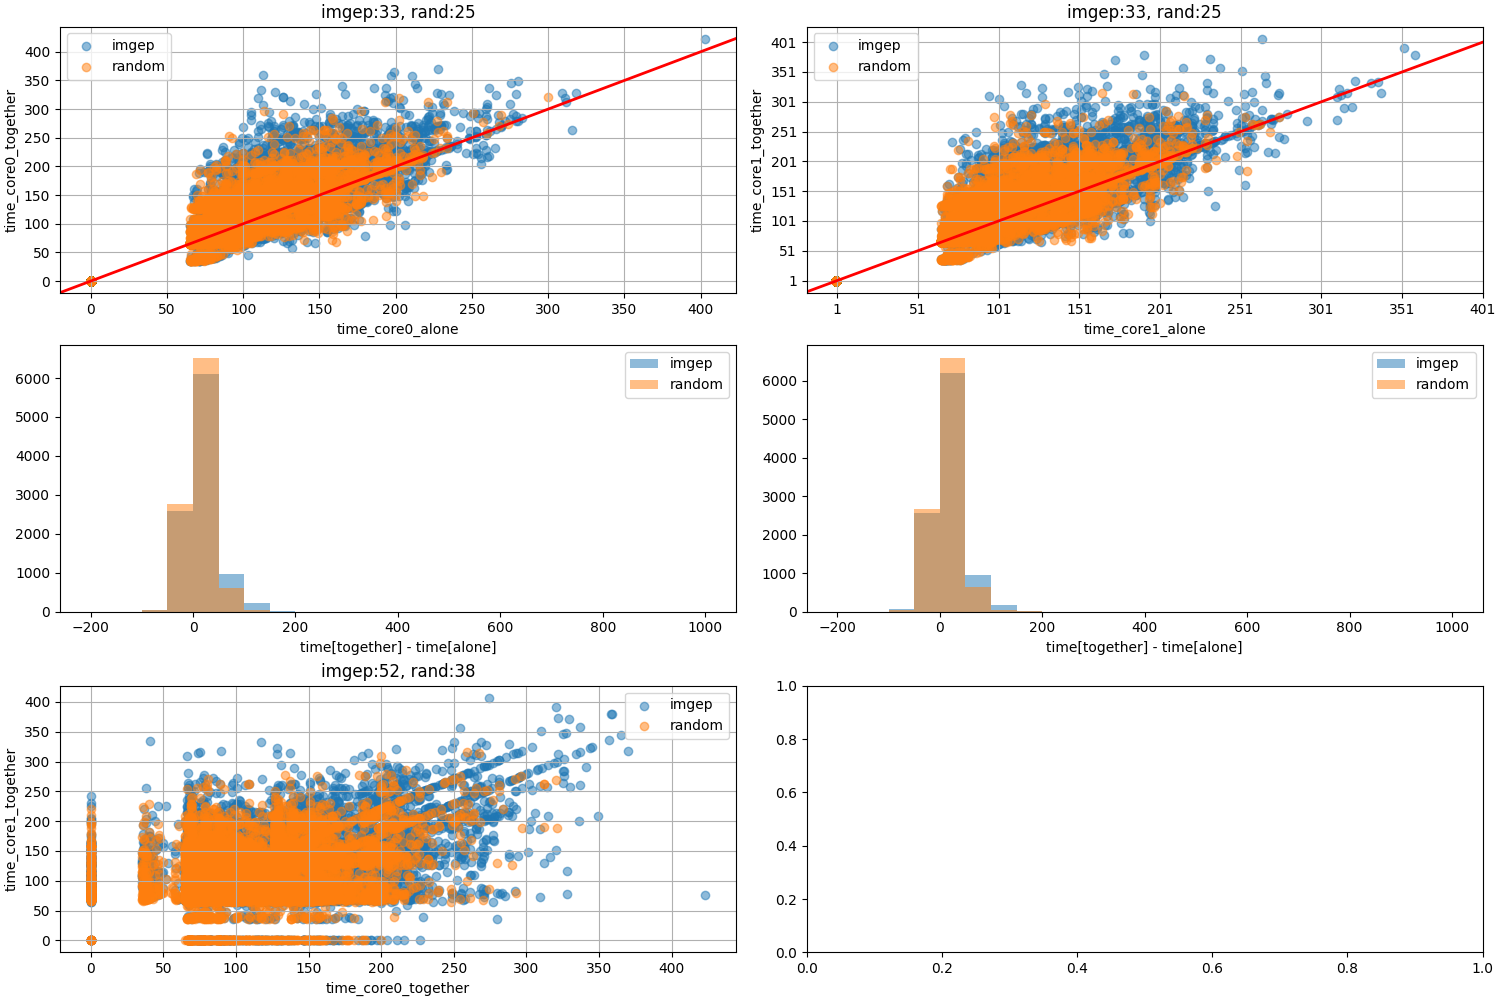 imgep:33, rand:25
imgep
random
time_core0_together
400
350
300
250
200
150
100
50
0
0 50 100 150 200 250 300 350 400
time_core0_alone
imgep:33, rand:25
imgep
random
time_core1_together
401
351
301
251
201
151
101
51
1
1 51 101 151 201 251 301 351 401
time_core1_alone
imgep
random
6000
5000
4000
3000
2000
1000
0
−200 0 200 400 600 800 1000
time[together] - time[alone]
imgep
random
6000
5000
4000
3000
2000
1000
0
−200 0 200 400 600 800 1000
time[together] - time[alone]
imgep:52, rand:38
imgep
random
time_core1_together
400
350
300
250
200
150
100
50
0
0 50 100 150 200 250 300 350 400
time_core0_together
1.0
0.8
0.6
0.4
0.2
0.0
0.0 0.2 0.4 0.6 0.8 1.0